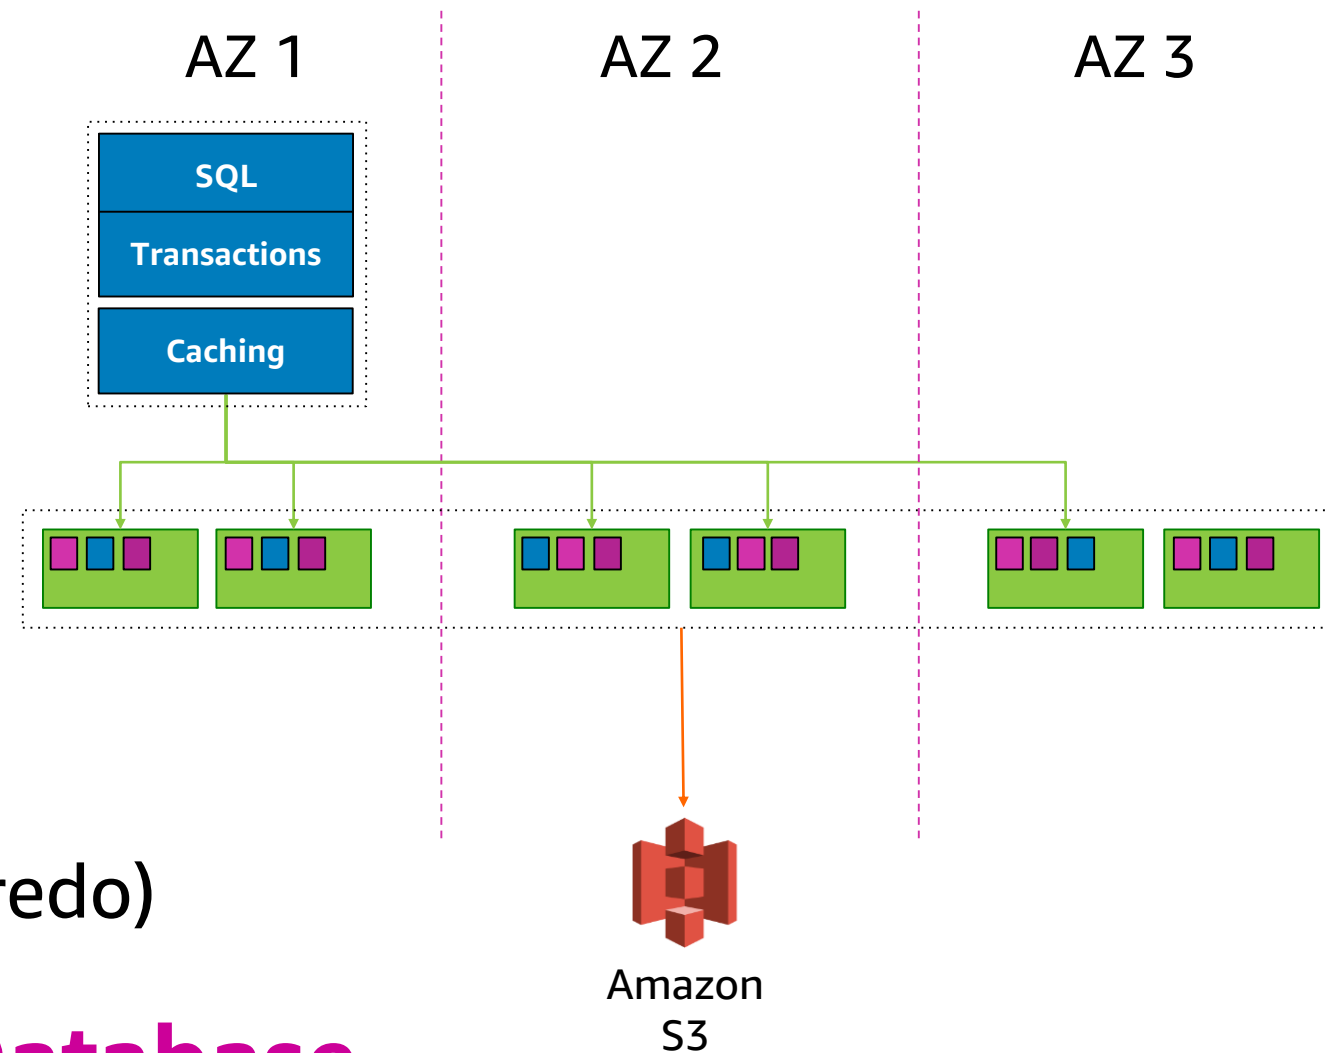 AZ 1
AZ 2
AZ 3
SQL
Transactions
Caching
redo)
Amazon
S3